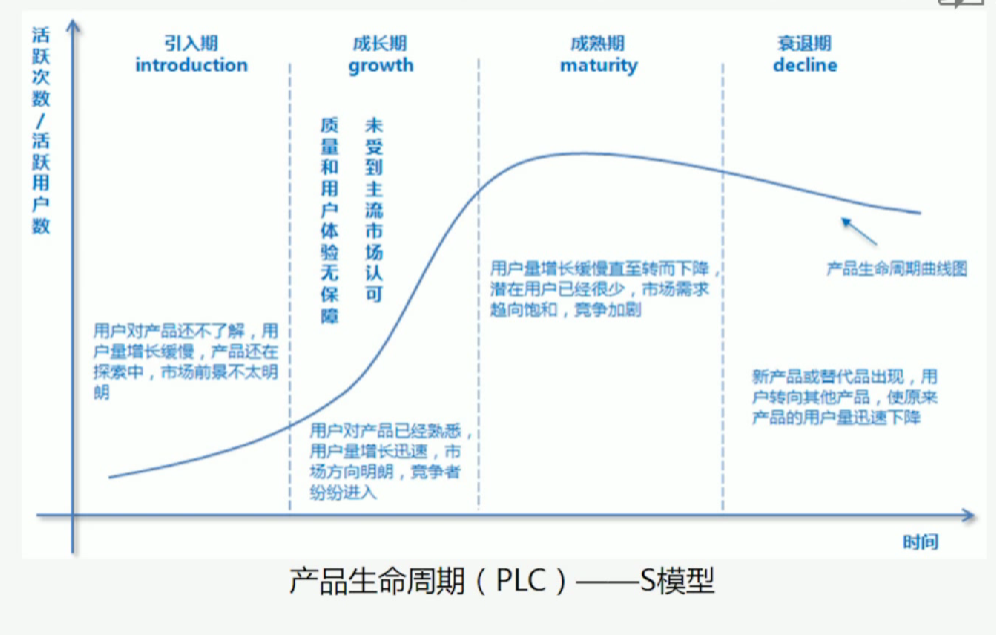 活跃次数/活跃用户数
引入期
introduction
成长期
growth
成熟期
maturity
衰退期
decline
质量和用户体验无保障
未受到主流市场认可
用户对产品还不了解，用
户量增长缓慢，产品还在
探索中，市场前景不太明
朗
用户对产品已经熟悉，
用户量增长迅速，市
场方向明朗，竞争者
纷纷进入
用户量增长缓慢直至转而下降，
潜在用户已经很少，市场需求
趋向饱和，竞争加剧
产品生命周期曲线图
新产品或替代品出现，用
户转向其他产品，使原来
产品的用户量迅速下降
时间
产品生命周期（PLC）——S模型